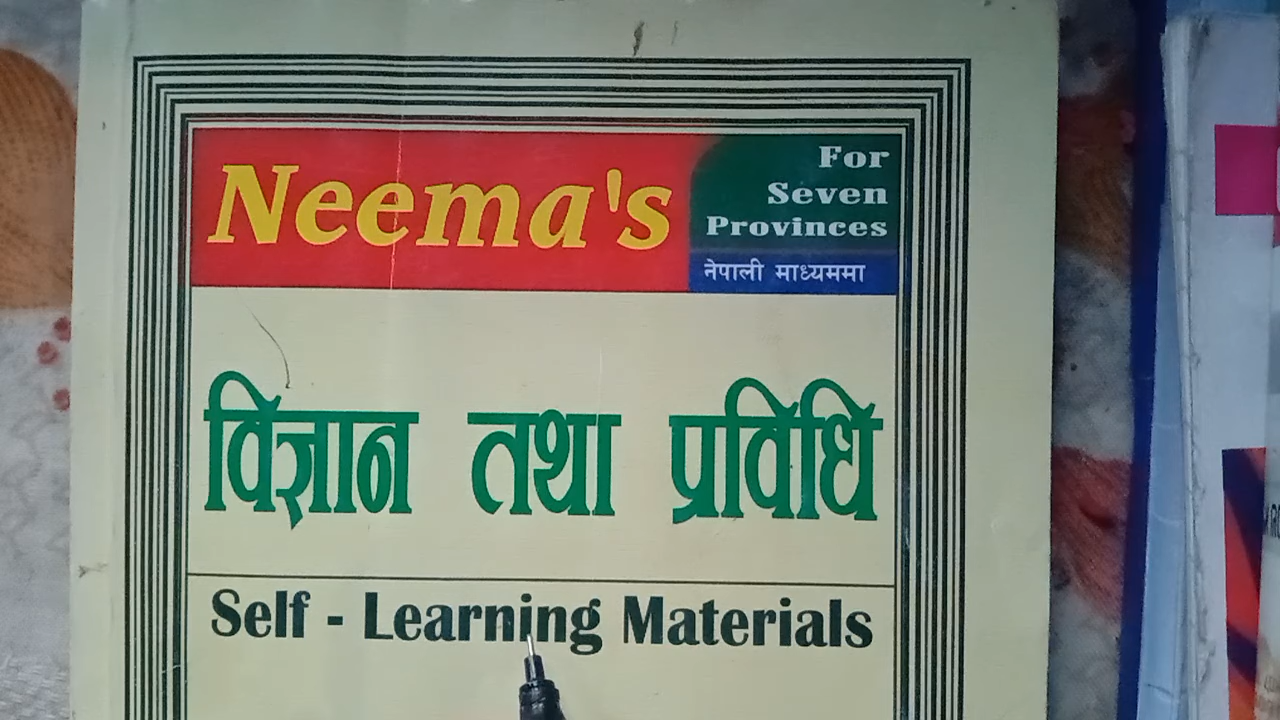 Neema's
For
Seven
Provinces
नेपाली माध्यममा
विज्ञान तथा प्रविधि
Self - Learning Materials